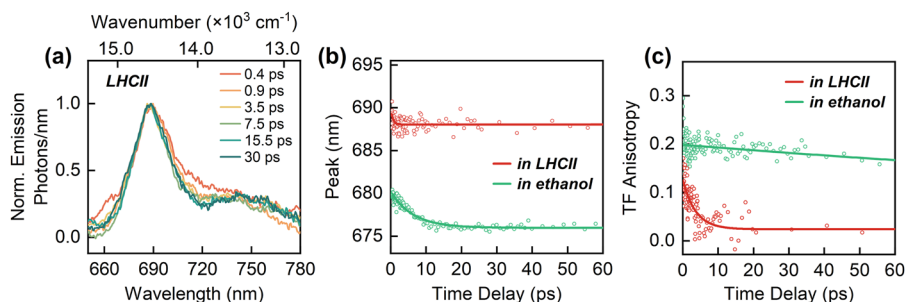 Wavenumber (×10³ cm⁻¹)
15.0 14.0 13.0
(a)
LHCII
0.4 ps
0.9 ps
3.5 ps
7.5 ps
15.5 ps
30 ps
Norm. Emission
Photons/nm
1.0
0.5
0.0
660 690 720 750 780
Wavelength (nm)
(b)
Peak (nm)
695
690
685
680
675
in LHCII
in ethanol
0 10 20 30 40 50 60
Time Delay (ps)
(c)
TF Anisotropy
0.3
0.2
0.1
0.0
in LHCII
in ethanol
0 10 20 30 40 50 60
Time Delay (ps)